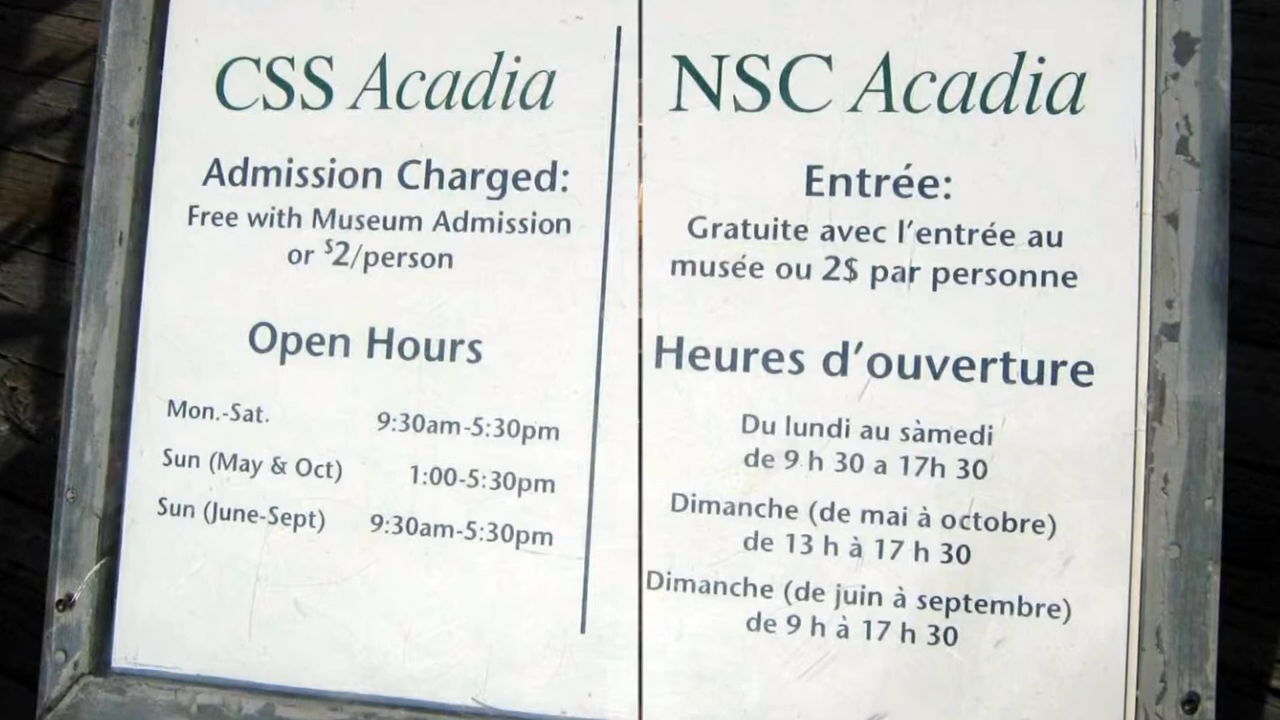 CSS Acadia
Admission Charged:
Free with Museum Admission
or $2/person
Open Hours
Mon.-Sat. 9:30am-5:30pm
Sun (May & Oct) 1:00-5:30pm
Sun (June-Sept) 9:30am-5:30pm
NSC Acadia
Entrée:
Gratuite avec l'entrée au
musée ou 2$ par personne
Heures d'ouverture
Du lundi au sàmedi
de 9 h 30 a 17h 30
Dimanche (de mai à octobre)
de 13 h à 17 h 30
Dimanche (de juin à septembre)
de 9 h à 17 h 30